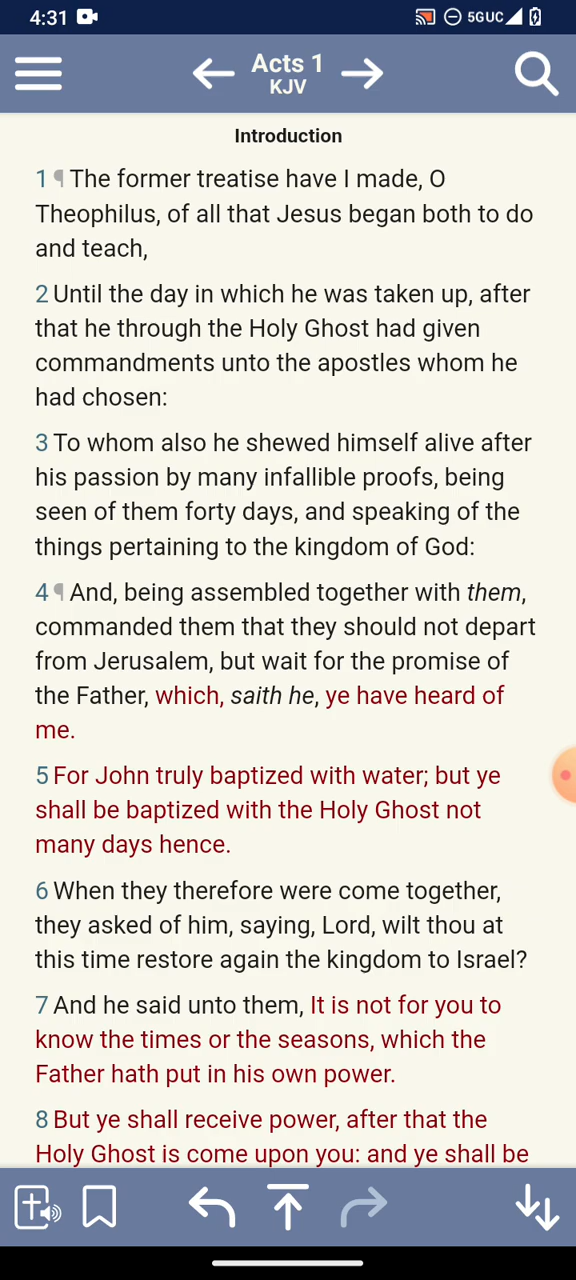 4:31
5GUC
Acts 1
KJV
Introduction
1 ¶ The former treatise have I made, O
Theophilus, of all that Jesus began both to do
and teach,
2 Until the day in which he was taken up, after
that he through the Holy Ghost had given
commandments unto the apostles whom he
had chosen:
3 To whom also he shewed himself alive after
his passion by many infallible proofs, being
seen of them forty days, and speaking of the
things pertaining to the kingdom of God:
4 ¶ And, being assembled together with them,
commanded them that they should not depart
from Jerusalem, but wait for the promise of
the Father, which, saith he, ye have heard of
me.
5 For John truly baptized with water; but ye
shall be baptized with the Holy Ghost not
many days hence.
6 When they therefore were come together,
they asked of him, saying, Lord, wilt thou at
this time restore again the kingdom to Israel?
7 And he said unto them, It is not for you to
know the times or the seasons, which the
Father hath put in his own power.
8 But ye shall receive power, after that the
Holy Ghost is come upon you: and ye shall be